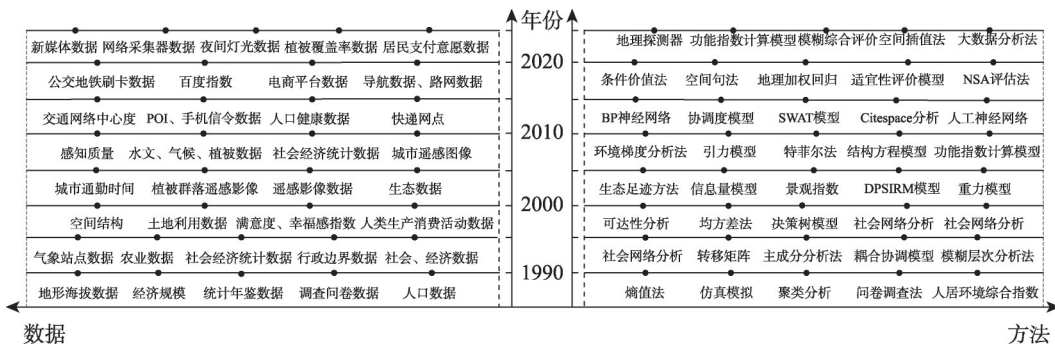 年份
新媒体数据 网络采集器数据 夜间灯光数据 植被覆盖率数据 居民支付意愿数据 地理探测器 功能指数计算模型 模糊综合评价 空间插值法 大数据分析法
2020
公交地铁刷卡数据 百度指数 电商平台数据 导航数据、路网数据 条件价值法 空间句法 地理加权回归 适宜性评价模型 NSA评估法
交通网络中心度 POI、手机信令数据 人口健康数据 快递网点 BP神经网络 协调度模型 SWAT模型 Citespace分析 人工神经网络
2010
感知质量 水文、气候、植被数据 社会经济统计数据 城市遥感图像 环境梯度分析法 引力模型 特菲尔法 结构方程模型 功能指数计算模型
城市通勤时间 植被群落遥感影像 遥感影像数据 生态数据 生态足迹方法 信息量模型 景观指数 DPSIRM模型 重力模型
2000
空间结构 土地利用数据 满意度、幸福感指数 人类生产消费活动数据 可达性分析 均方差法 决策树模型 社会网络分析 社会网络分析
气象站点数据 农业数据 社会经济统计数据 行政边界数据 社会、经济数据 社会网络分析 转移矩阵 主成分分析法 耦合协调模型 模糊层次分析法
1990
地形海拔数据 经济规模 统计年鉴数据 调查问卷数据 人口数据 熵值法 仿真模拟 聚类分析 问卷调查法 人居环境综合指数
数据 方法